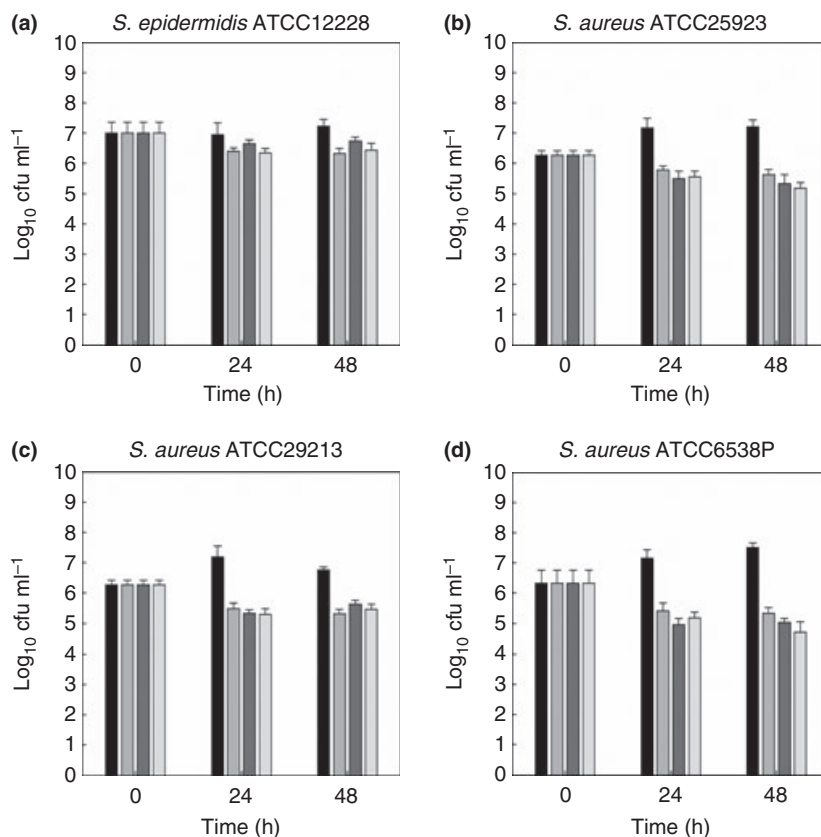 (a) S. epidermidis ATCC12228
10
9
8
7
6
5
4
3
2
1
0
Log₁₀ cfu ml⁻¹
0 24 48
Time (h)
(b) S. aureus ATCC25923
10
9
8
7
6
5
4
3
2
1
0
Log₁₀ cfu ml⁻¹
0 24 48
Time (h)
(c) S. aureus ATCC29213
10
9
8
7
6
5
4
3
2
1
0
Log₁₀ cfu ml⁻¹
0 24 48
Time (h)
(d) S. aureus ATCC6538P
10
9
8
7
6
5
4
3
2
1
0
Log₁₀ cfu ml⁻¹
0 24 48
Time (h)